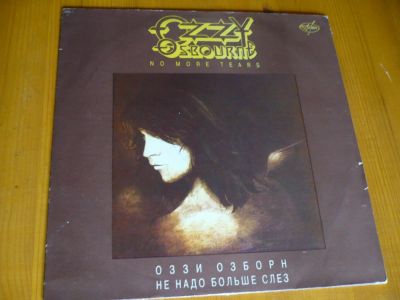 OZZY
OSBOURNE
NO MORE TEARS
ОЗЗИ ОЗБОРН
НЕ НАДО БОЛЬШЕ СЛЕЗ